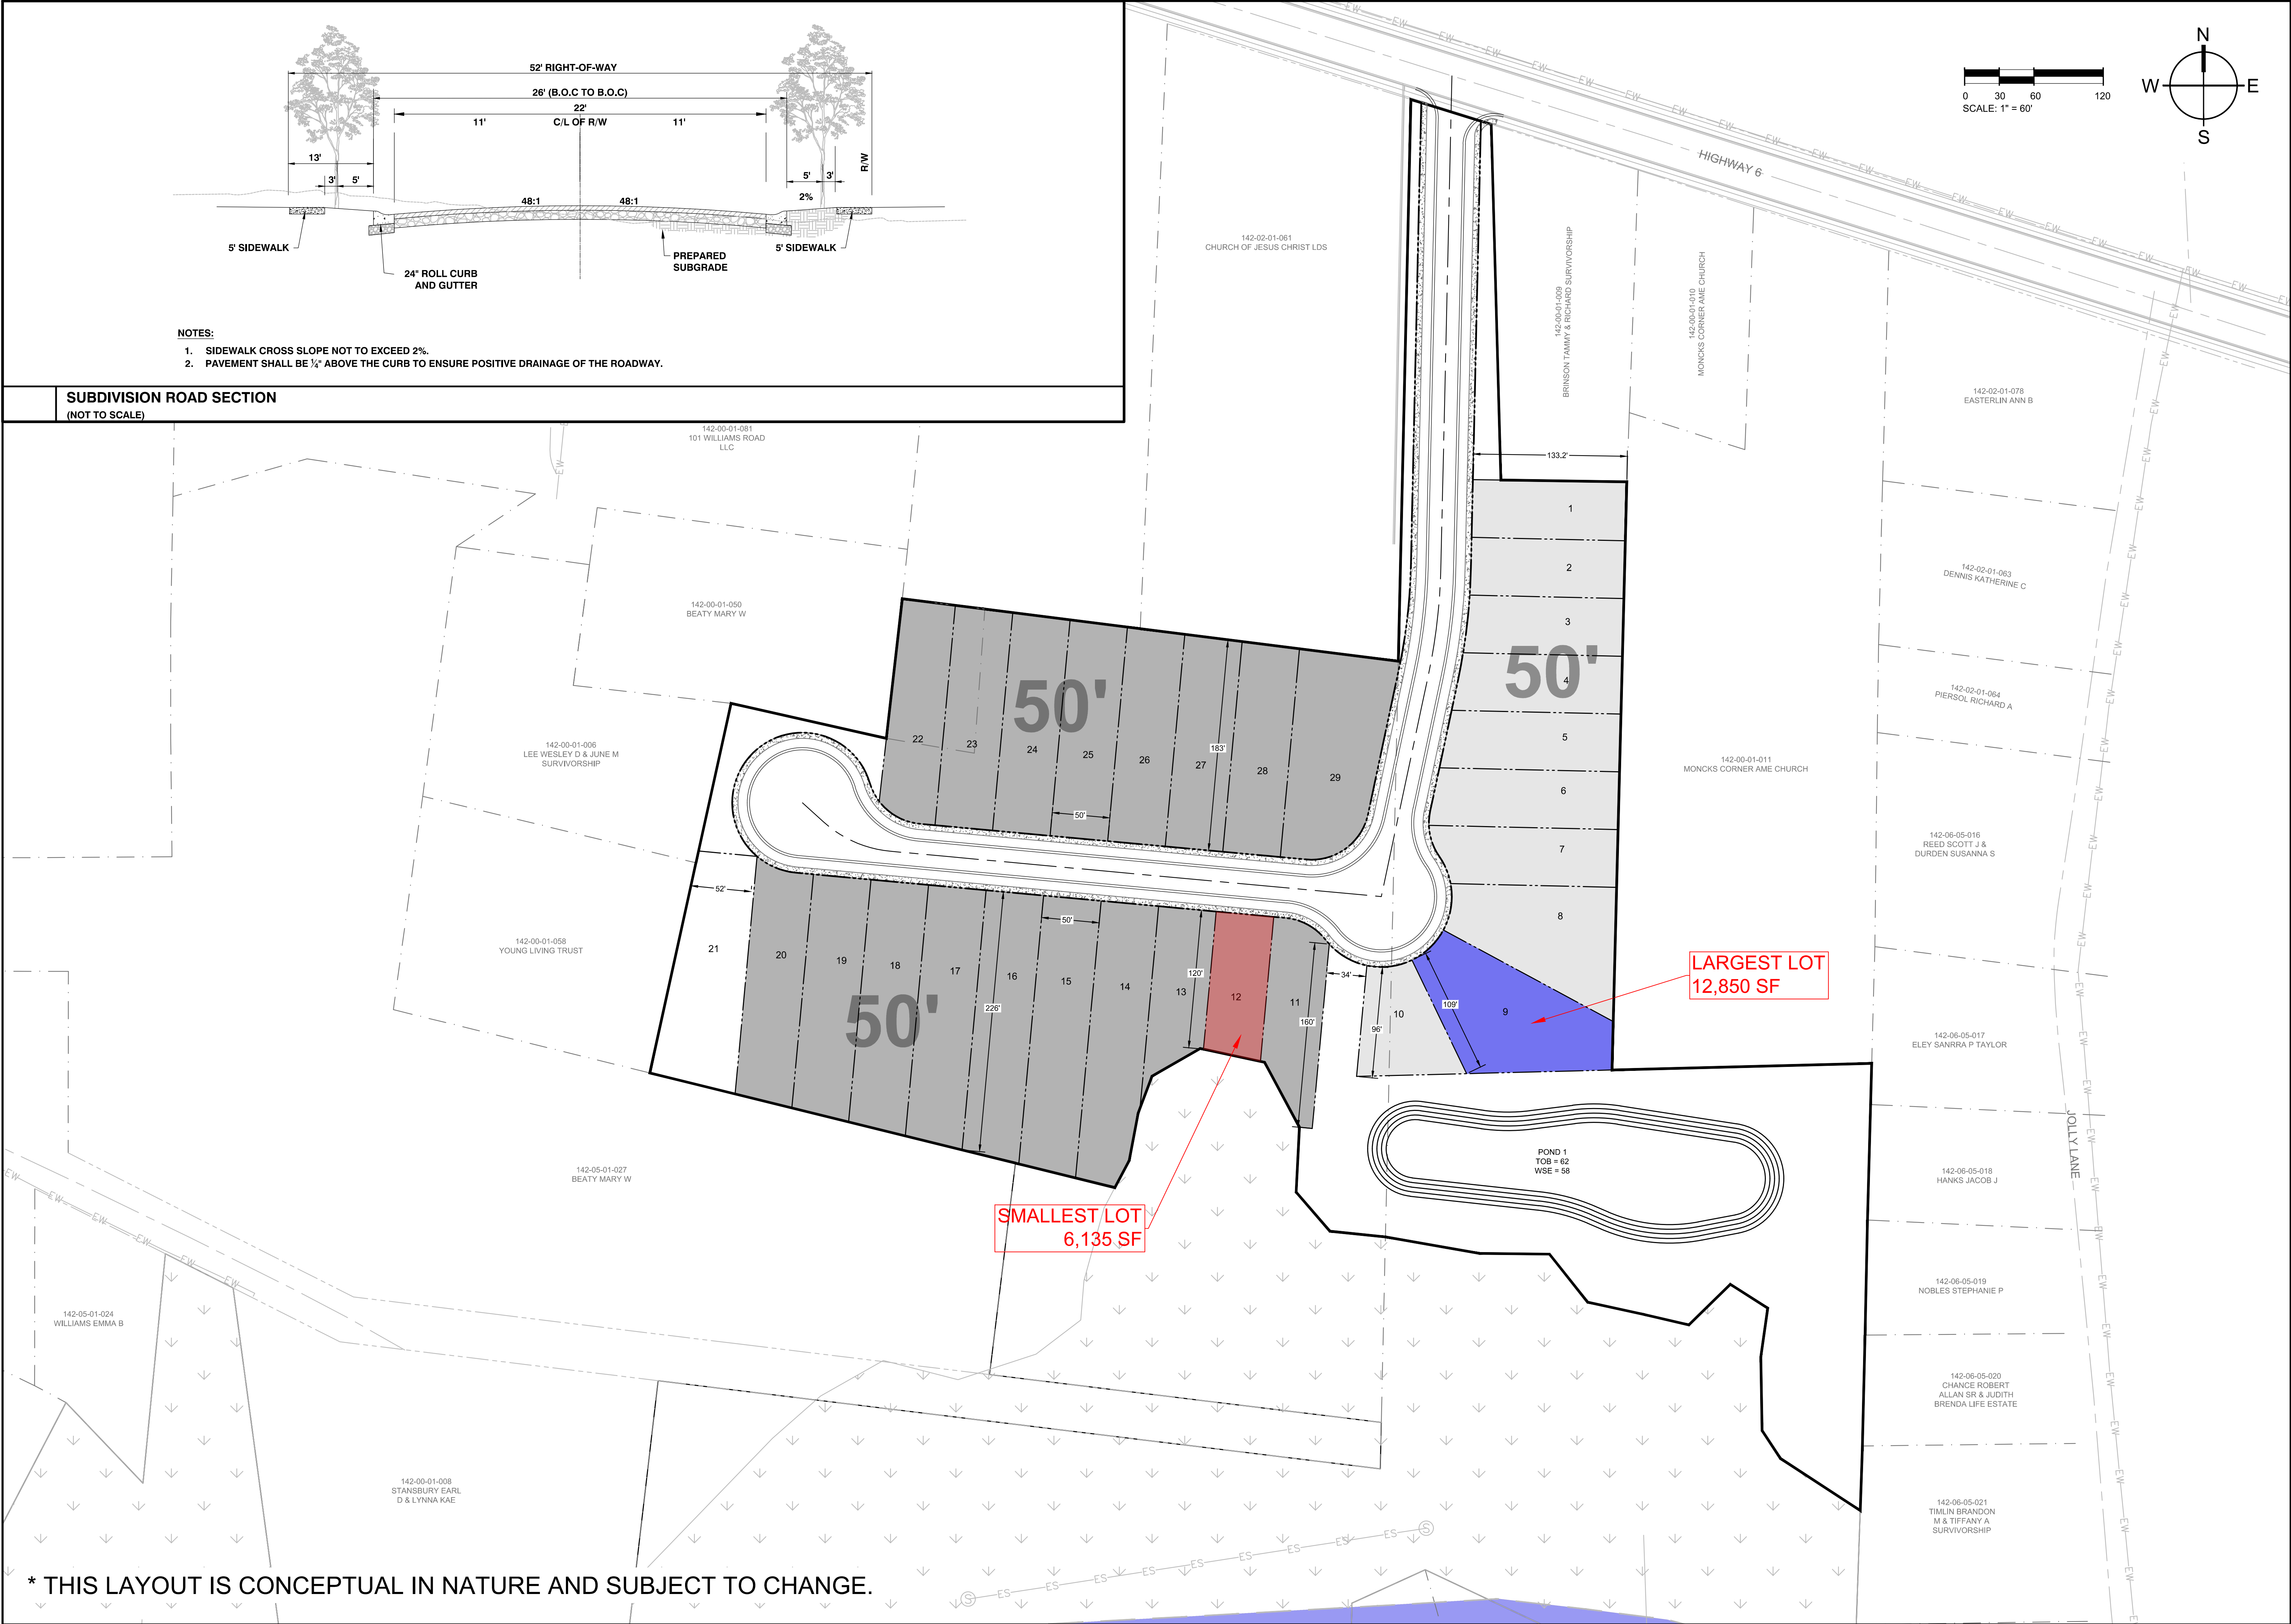 52' RIGHT-OF-WAY
26' (B.O.C TO B.O.C)
22'
11'
C/L OF R/W
11'
13'
3'
5'
5'
3'
R/W
2%
48:1
48:1
5' SIDEWALK
5' SIDEWALK
24" ROLL CURB
AND GUTTER
PREPARED
SUBGRADE
NOTES:
1. SIDEWALK CROSS SLOPE NOT TO EXCEED 2%.
2. PAVEMENT SHALL BE ¼" ABOVE THE CURB TO ENSURE POSITIVE DRAINAGE OF THE ROADWAY.
SUBDIVISION ROAD SECTION
(NOT TO SCALE)
0 30 60 120
SCALE: 1" = 60'
N
W
E
S
HIGHWAY 6
142-02-01-061
CHURCH OF JESUS CHRIST LDS
142-00-01-009
BRINSON TAMMY & RICHARD SURVIVORSHIP
142-00-01-010
MONCKS CORNER AME CHURCH
142-02-01-078
EASTERLIN ANN B
142-00-01-081
101 WILLIAMS ROAD
LLC
133.2'
142-02-01-063
DENNIS KATHERINE C
142-02-01-064
PIERSOL RICHARD A
142-00-01-050
BEATY MARY W
142-00-01-006
LEE WESLEY D & JUNE M
SURVIVORSHIP
142-00-01-011
MONCKS CORNER AME CHURCH
142-06-05-016
REED SCOTT J &
DURDEN SUSANNA S
142-00-01-058
YOUNG LIVING TRUST
142-06-05-017
ELEY SANRRA P TAYLOR
1
2
3
50'
4
5
6
7
8
50'
22
23
24
25
26
27
28
29
183'
50'
52'
50'
21
20
19
18
17
16
15
14
13
12
11
10
9
50'
226'
120'
160'
34'
96'
109'
LARGEST LOT
12,850 SF
SMALLEST LOT
6,135 SF
POND 1
TOB = 62
WSE = 58
142-05-01-027
BEATY MARY W
JOLLY LANE
142-06-05-018
HANKS JACOB J
142-06-05-019
NOBLES STEPHANIE P
142-05-01-024
WILLIAMS EMMA B
142-06-05-020
CHANCE ROBERT
ALLAN SR & JUDITH
BRENDA LIFE ESTATE
142-00-01-008
STANSBURY EARL
D & LYNNA KAE
142-06-05-021
TIMLIN BRANDON
M & TIFFANY A
SURVIVORSHIP
EW EW EW EW EW EW
S ES ES ES ES ES ES ES ES ES S
* THIS LAYOUT IS CONCEPTUAL IN NATURE AND SUBJECT TO CHANGE.